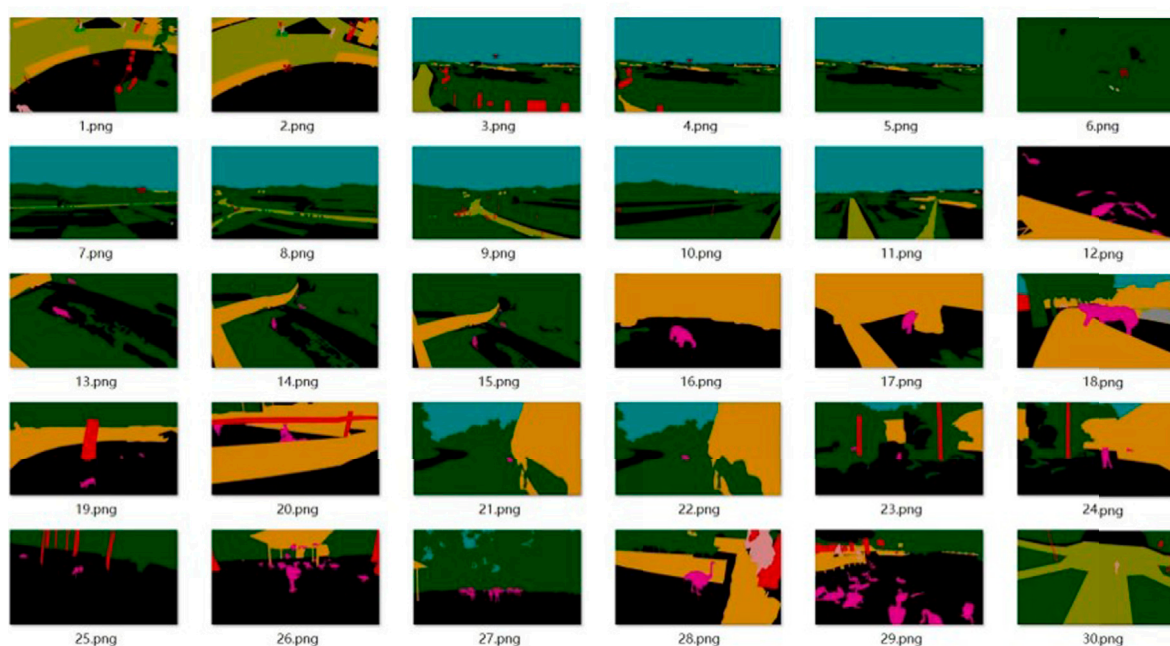 1.png 2.png 3.png 4.png 5.png 6.png
7.png 8.png 9.png 10.png 11.png 12.png
13.png 14.png 15.png 16.png 17.png 18.png
19.png 20.png 21.png 22.png 23.png 24.png
25.png 26.png 27.png 28.png 29.png 30.png